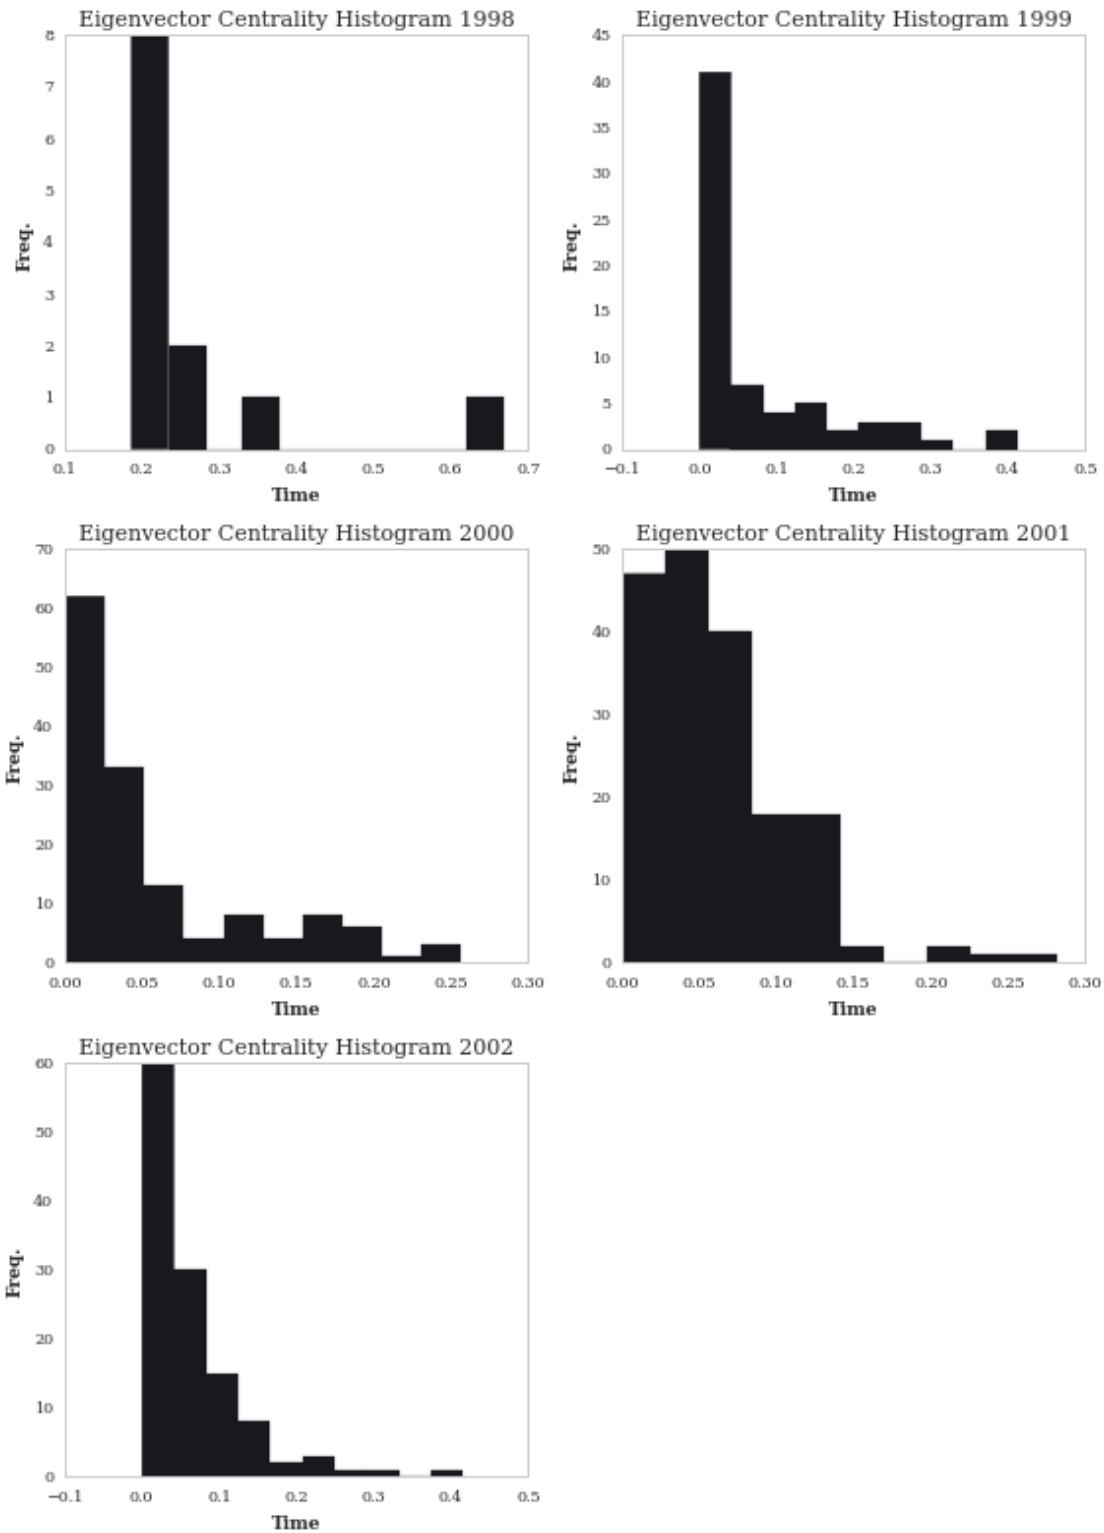 Eigenvector Centrality Histogram 1998
8
7
6
5
4
3
2
1
0
Freq.
0.1 0.2 0.3 0.4 0.5 0.6 0.7
Time
Eigenvector Centrality Histogram 1999
45
40
35
30
25
20
15
10
5
0
Freq.
−0.1 0.0 0.1 0.2 0.3 0.4 0.5
Time
Eigenvector Centrality Histogram 2000
70
60
50
40
30
20
10
0
Freq.
0.00 0.05 0.10 0.15 0.20 0.25 0.30
Time
Eigenvector Centrality Histogram 2001
50
40
30
20
10
0
Freq.
0.00 0.05 0.10 0.15 0.20 0.25 0.30
Time
Eigenvector Centrality Histogram 2002
60
50
40
30
20
10
0
Freq.
−0.1 0.0 0.1 0.2 0.3 0.4 0.5
Time